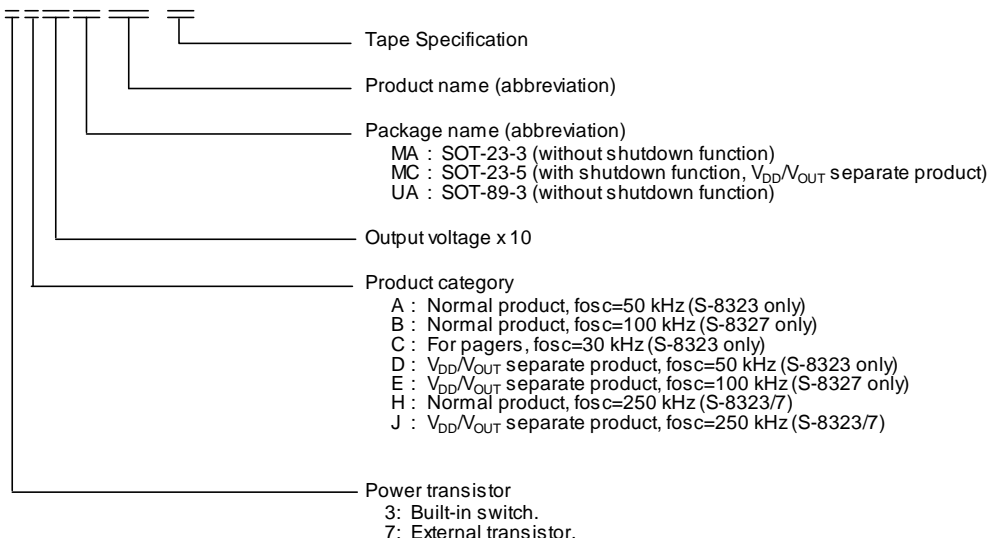 Tape Specification
Product name (abbreviation)
Package name (abbreviation)
MA : SOT-23-3 (without shutdown function)
MC : SOT-23-5 (with shutdown function, VDD/VOUT separate product)
UA : SOT-89-3 (without shutdown function)
Output voltage x 10
Product category
A : Normal product, fosc=50 kHz (S-8323 only)
B : Normal product, fosc=100 kHz (S-8327 only)
C : For pagers, fosc=30 kHz (S-8323 only)
D : VDD/VOUT separate product, fosc=50 kHz (S-8323 only)
E : VDD/VOUT separate product, fosc=100 kHz (S-8327 only)
H : Normal product, fosc=250 kHz (S-8323/7)
J : VDD/VOUT separate product, fosc=250 kHz (S-8323/7)
Power transistor
3: Built-in switch.
7: External transistor.